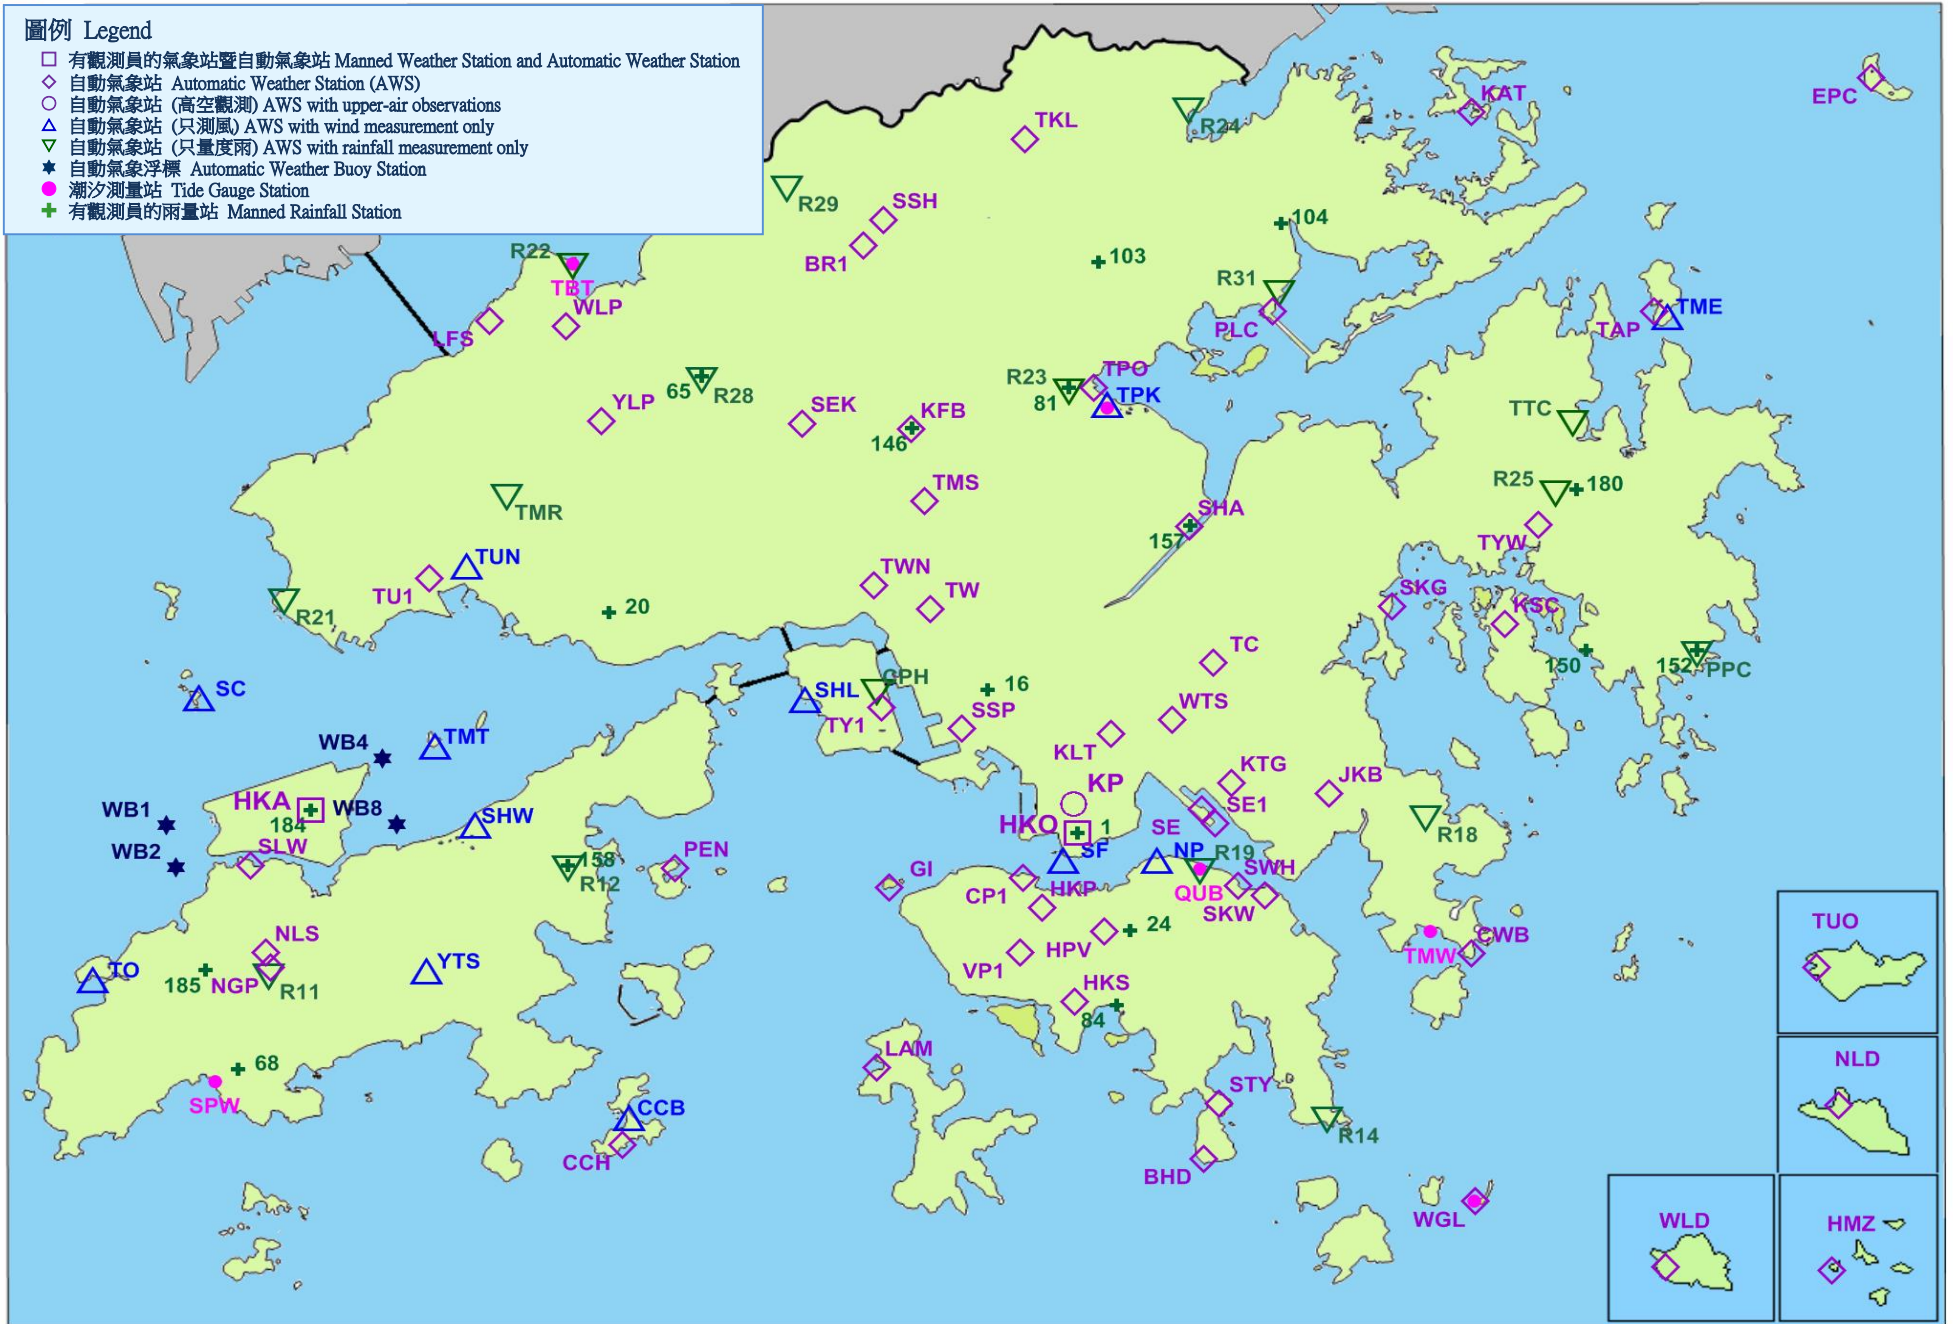 圖例 Legend
有觀測員的氣象站暨自動氣象站 Manned Weather Station and Automatic Weather Station
自動氣象站 Automatic Weather Station (AWS)
自動氣象站 (高空觀測) AWS with upper-air observations
自動氣象站 (只測風) AWS with wind measurement only
自動氣象站 (只量度雨) AWS with rainfall measurement only
自動氣象浮標 Automatic Weather Buoy Station
潮汐測量站 Tide Gauge Station
有觀測員的雨量站 Manned Rainfall Station
EPC
KAT
TKL
R24
R29
SSH
104
R22
BR1
103
TBT
R31
WLP
TME
LFS
PLC
TAP
TPO
R23
65
R28
TPK
81
YLP
SEK
KFB
TTC
146
TMS
R25
180
TMR
SHA
157
TYW
TUN
TWN
TW
SKG
TU1
KSC
R21
20
TC
150
152
PPC
CPH
SC
SHL
16
TY1
SSP
WTS
WB4
TMT
KLT
KTG
JKB
KP
HKA
184
WB1
WB8
SHW
SE1
HKO
1
SE
R18
SLW
WB2
158
R12
PEN
SF
NP
R19
GI
SWH
CP1
HKP
QUB
SKW
TUO
24
NLS
HPV
TMW
CWB
TO
YTS
VP1
185
NGP
R11
HKS
84
LAM
NLD
68
SPW
STY
CCB
R14
CCH
BHD
WGL
WLD
HMZ